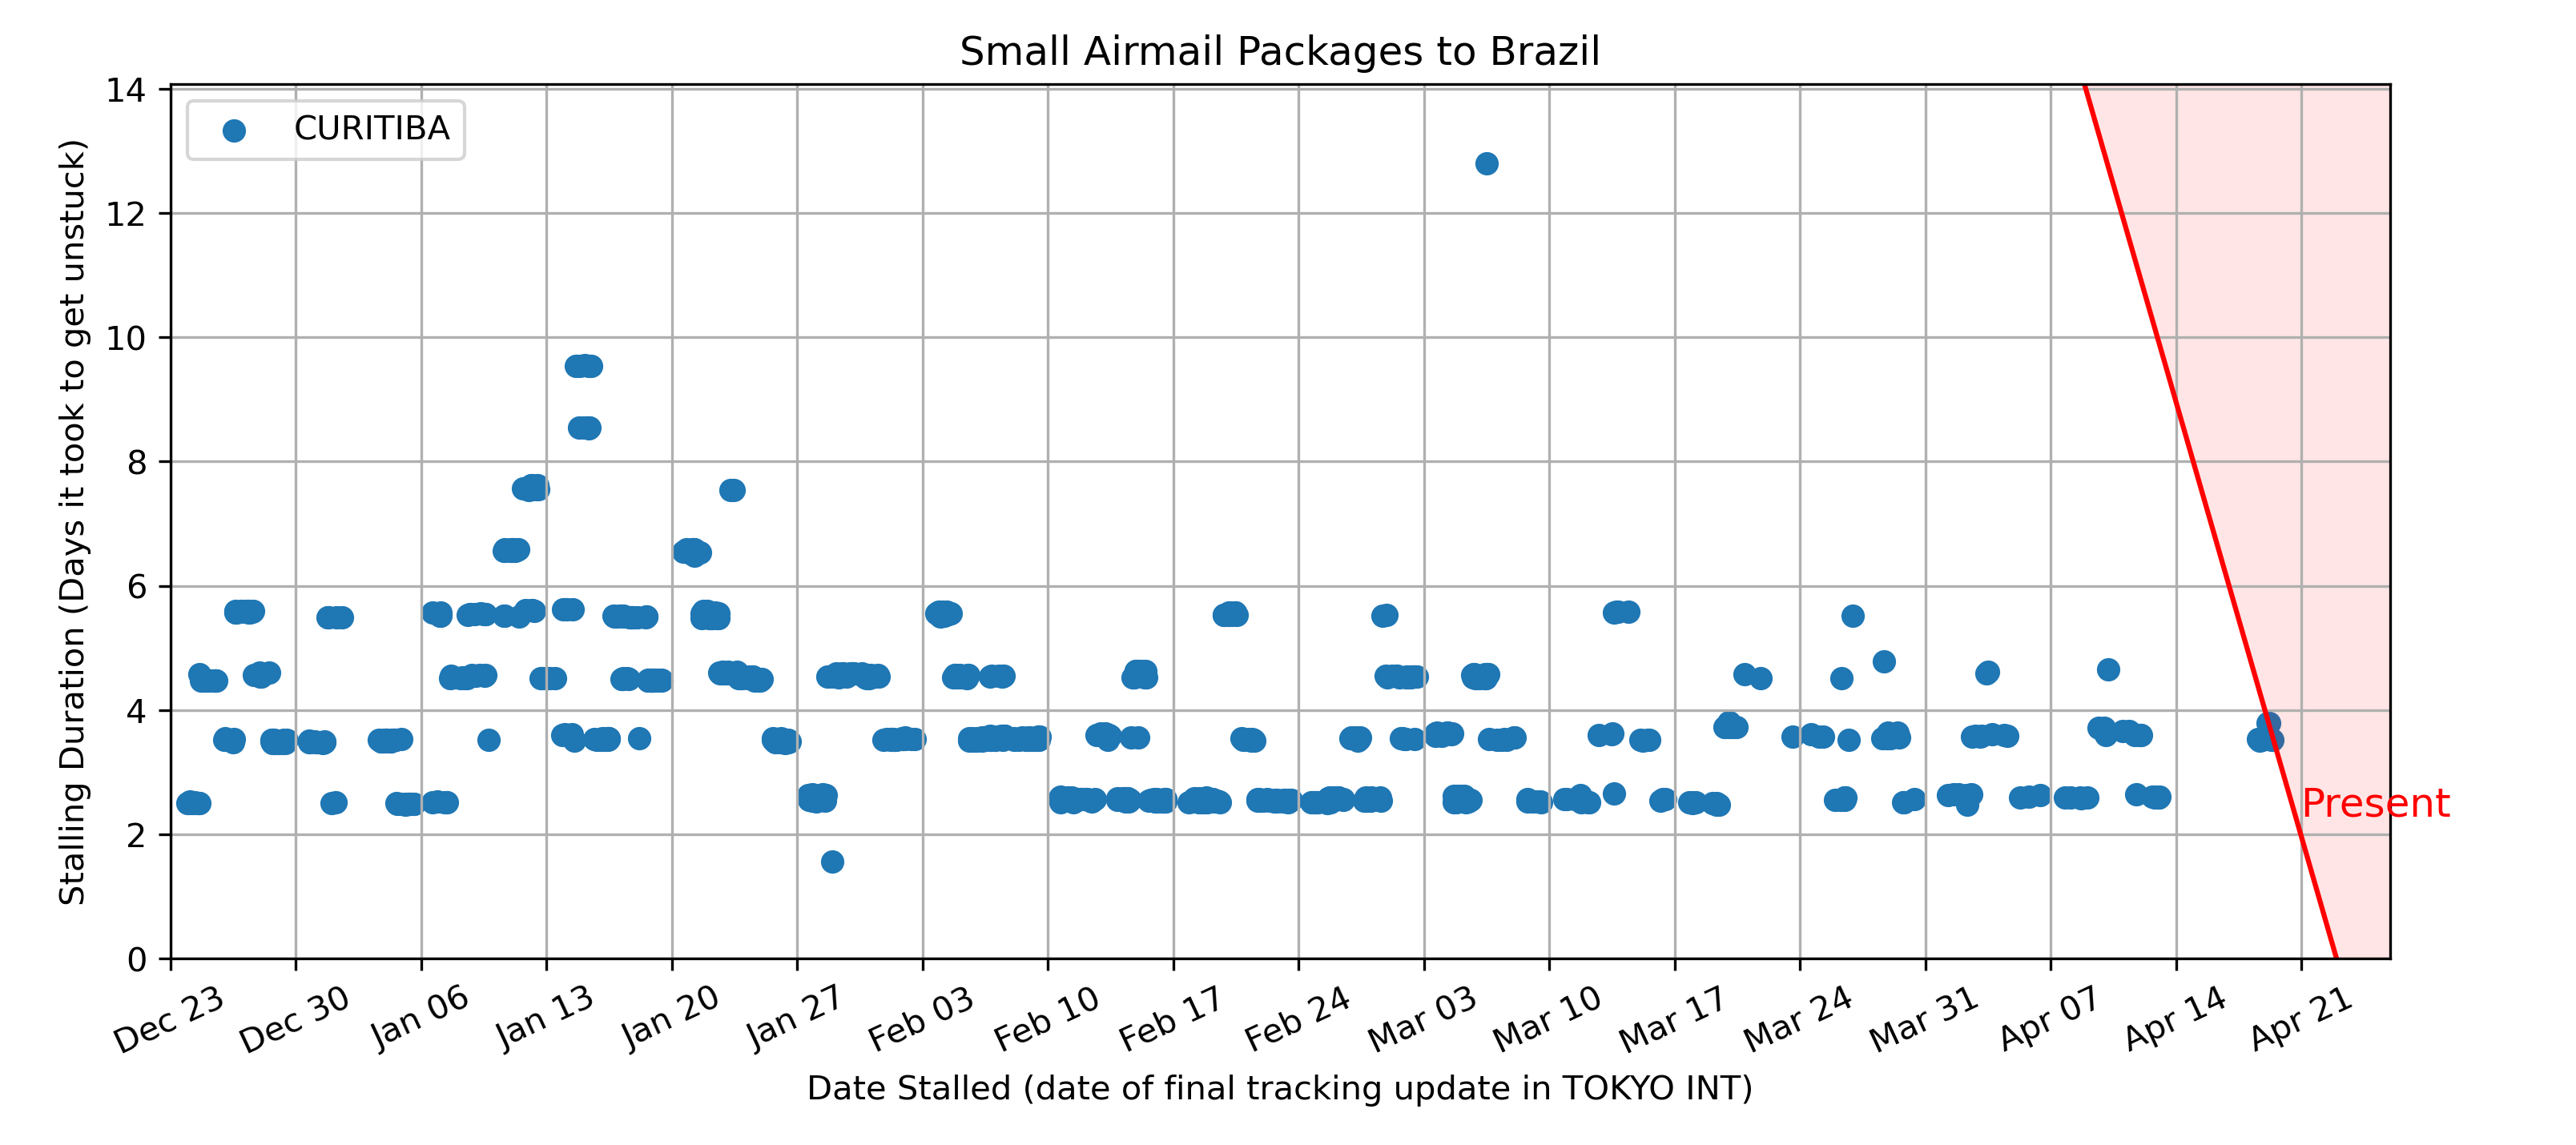 Small Airmail Packages to Brazil
Stalling Duration (Days it took to get unstuck)
14
12
10
8
6
4
2
0
CURITIBA
Present
Dec 23
Dec 30
Jan 06
Jan 13
Jan 20
Jan 27
Feb 03
Feb 10
Feb 17
Feb 24
Mar 03
Mar 10
Mar 17
Mar 24
Mar 31
Apr 07
Apr 14
Apr 21
Date Stalled (date of final tracking update in TOKYO INT)